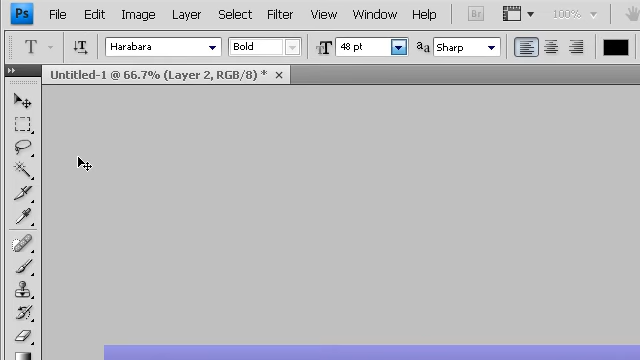 Ps File Edit Image Layer Select Filter View Window Help Br 100%
T T Harabara Bold TT 48 pt aa Sharp
Untitled-1 @ 66.7% (Layer 2, RGB/8) * ×